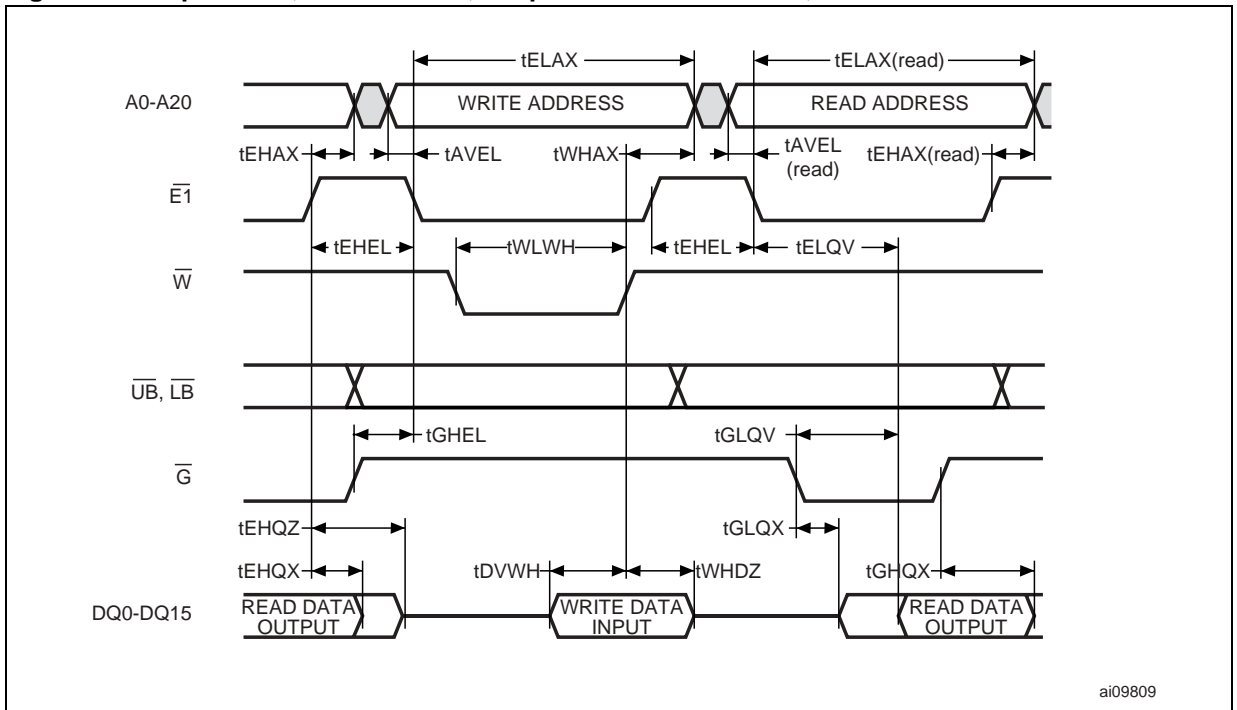 tELAX tELAX(read)
A0-A20 WRITE ADDRESS READ ADDRESS
tEHAX tAVEL tWHAX tAVEL (read) tEHAX(read)
E1
tEHEL tWLWH tEHEL tELQV
W
UB, LB
tGHEL tGLQV
G
tEHQZ tGLQX
tEHQX tDVWH tWHDZ tGHQX
DQ0-DQ15 READ DATA OUTPUT WRITE DATA INPUT READ DATA OUTPUT
ai09809